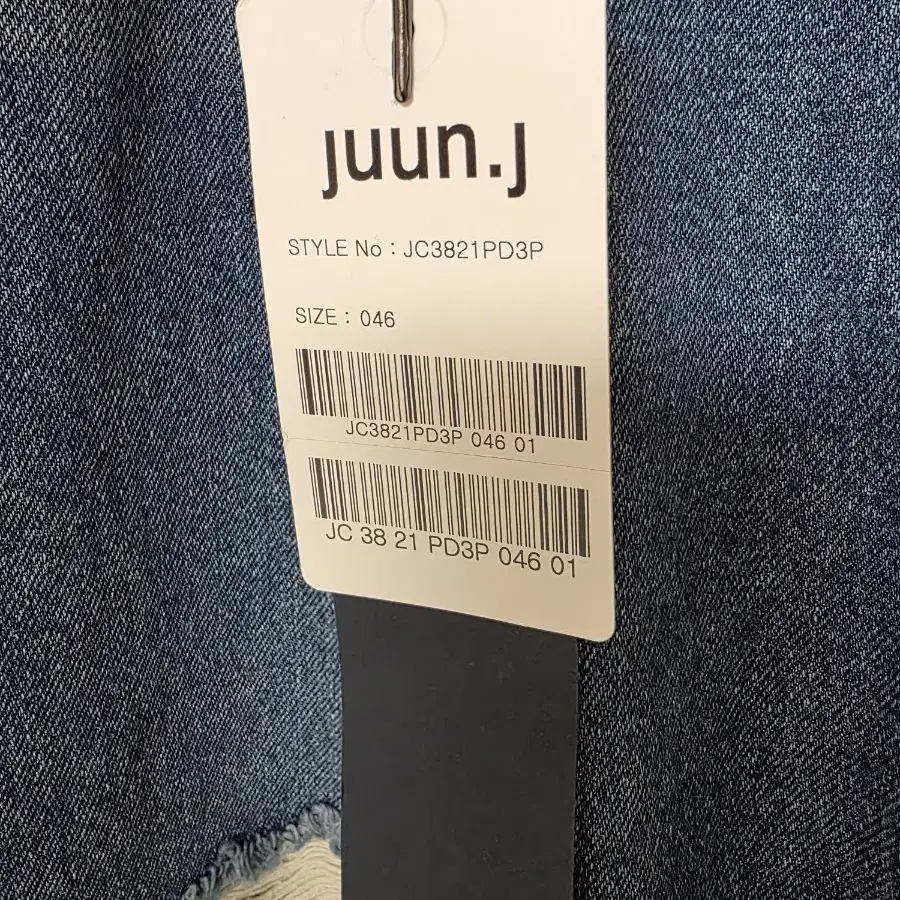 juun.j
STYLE No : JC3821PD3P
SIZE : 046
JC3821PD3P 046 01
JC 38 21 PD3P 046 01